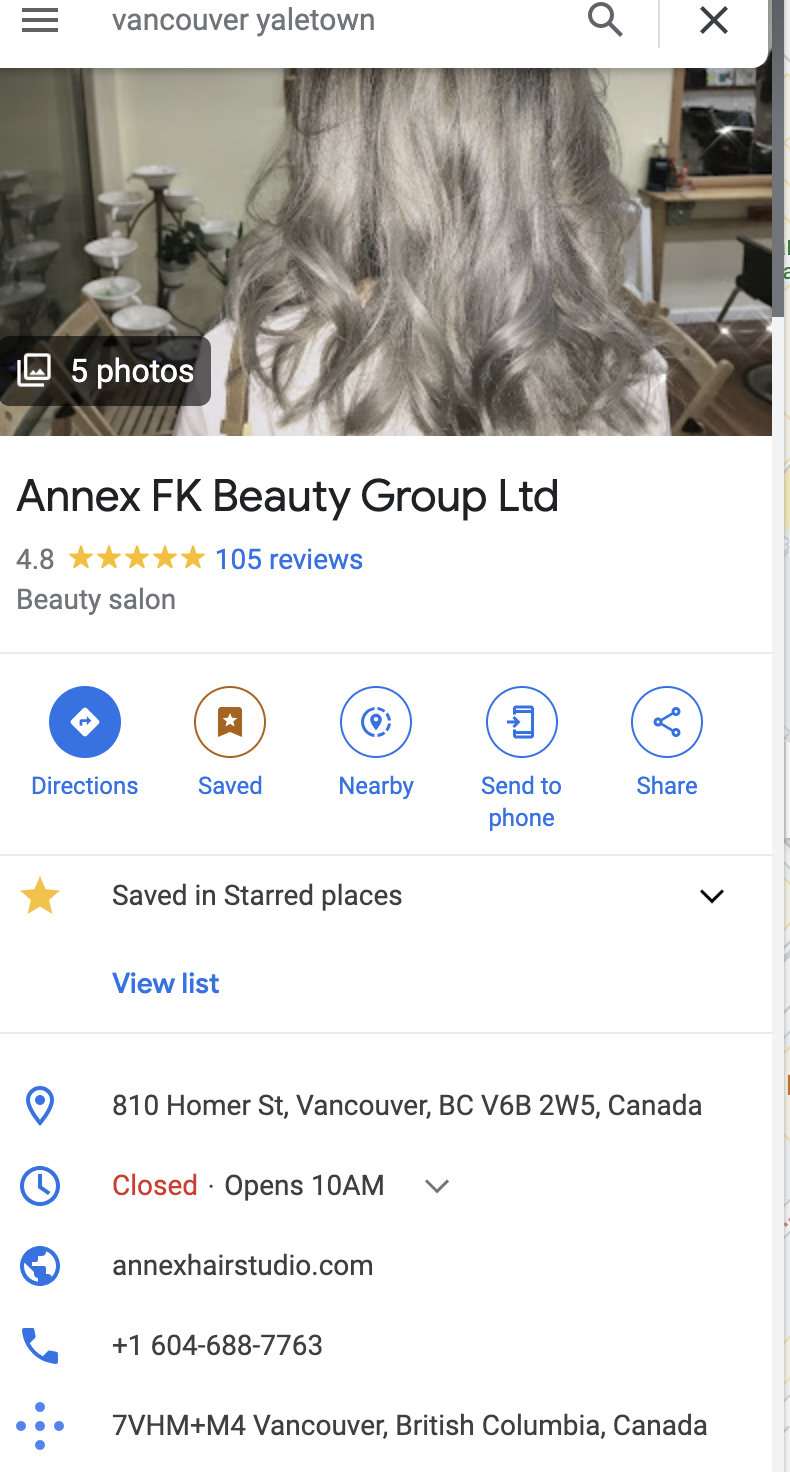 vancouver yaletown
5 photos
Annex FK Beauty Group Ltd
4.8 105 reviews
Beauty salon
Directions
Saved
Nearby
Send to
phone
Share
Saved in Starred places
View list
810 Homer St, Vancouver, BC V6B 2W5, Canada
Closed · Opens 10AM
annexhairstudio.com
+1 604-688-7763
7VHM+M4 Vancouver, British Columbia, Canada